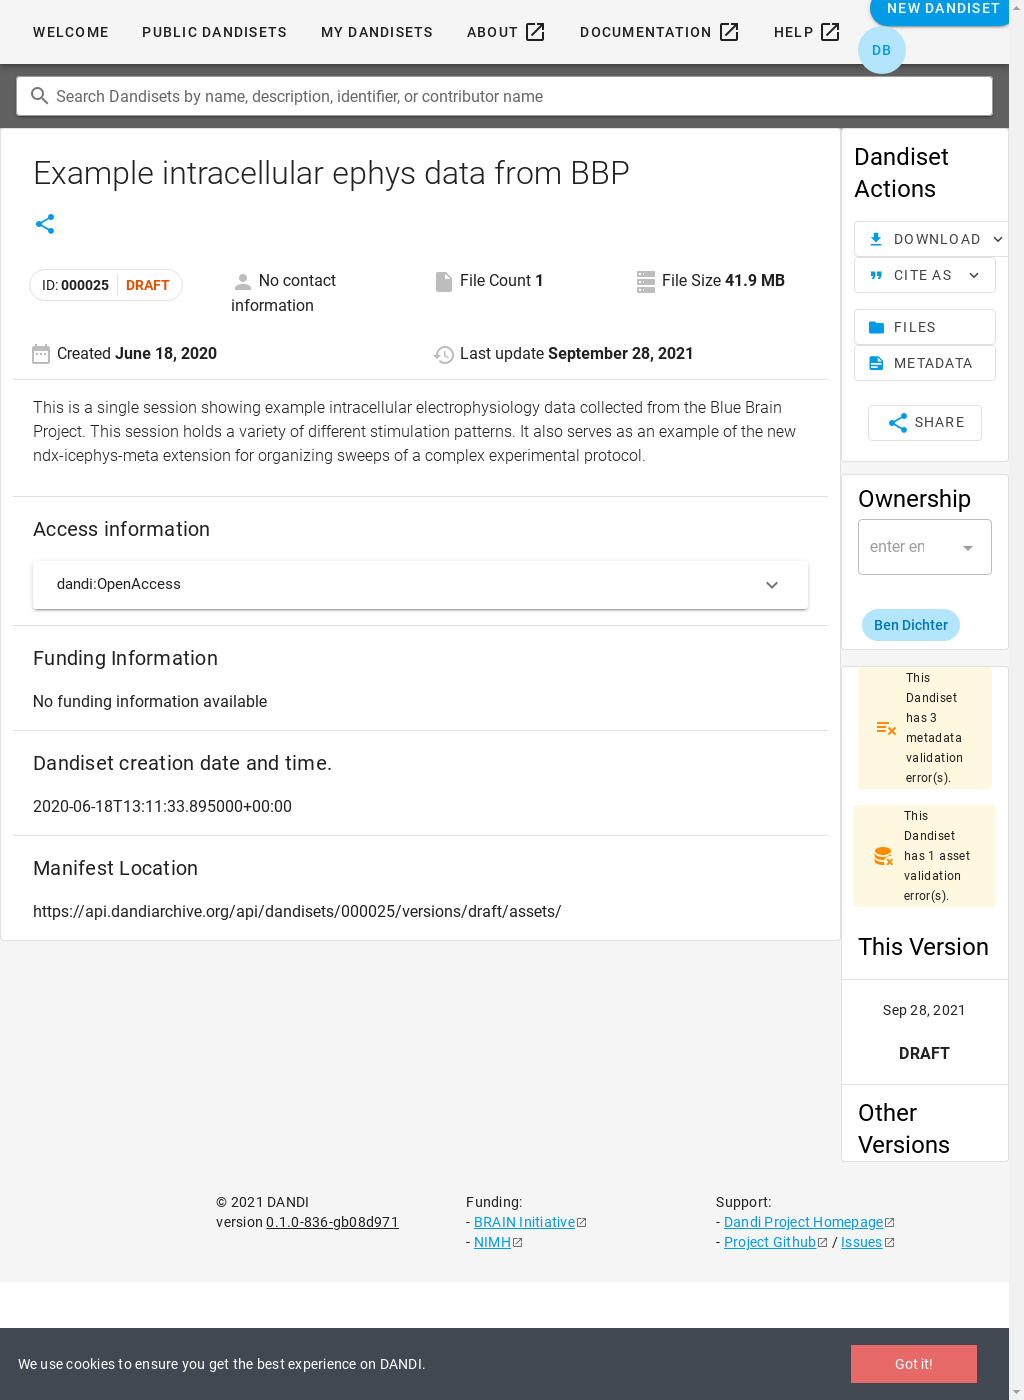 WELCOME PUBLIC DANDISETS MY DANDISETS ABOUT DOCUMENTATION HELP NEW DANDISET
DB
Search Dandisets by name, description, identifier, or contributor name
Example intracellular ephys data from BBP
ID: 000025 DRAFT
No contact
information
File Count 1
File Size 41.9 MB
Created June 18, 2020
Last update September 28, 2021
This is a single session showing example intracellular electrophysiology data collected from the Blue Brain
Project. This session holds a variety of different stimulation patterns. It also serves as an example of the new
ndx-icephys-meta extension for organizing sweeps of a complex experimental protocol.
Access information
dandi:OpenAccess
Funding Information
No funding information available
Dandiset creation date and time.
2020-06-18T13:11:33.895000+00:00
Manifest Location
https://api.dandiarchive.org/api/dandisets/000025/versions/draft/assets/
Dandiset
Actions
DOWNLOAD
CITE AS
FILES
METADATA
SHARE
Ownership
enter en
Ben Dichter
This
Dandiset
has 3
metadata
validation
error(s).
This
Dandiset
has 1 asset
validation
error(s).
This Version
Sep 28, 2021
DRAFT
Other
Versions
© 2021 DANDI
version 0.1.0-836-gb08d971
Funding:
- BRAIN Initiative
- NIMH
Support:
- Dandi Project Homepage
- Project Github / Issues
We use cookies to ensure you get the best experience on DANDI.
Got it!